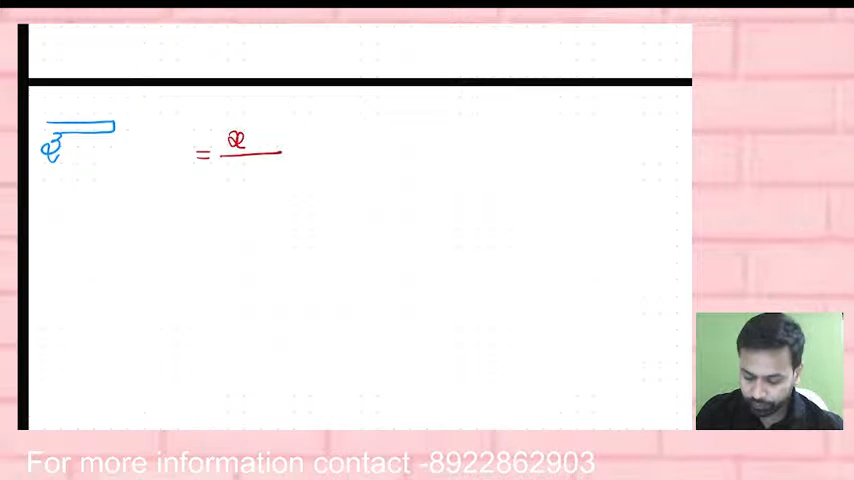 = x
For more information contact -8922862903